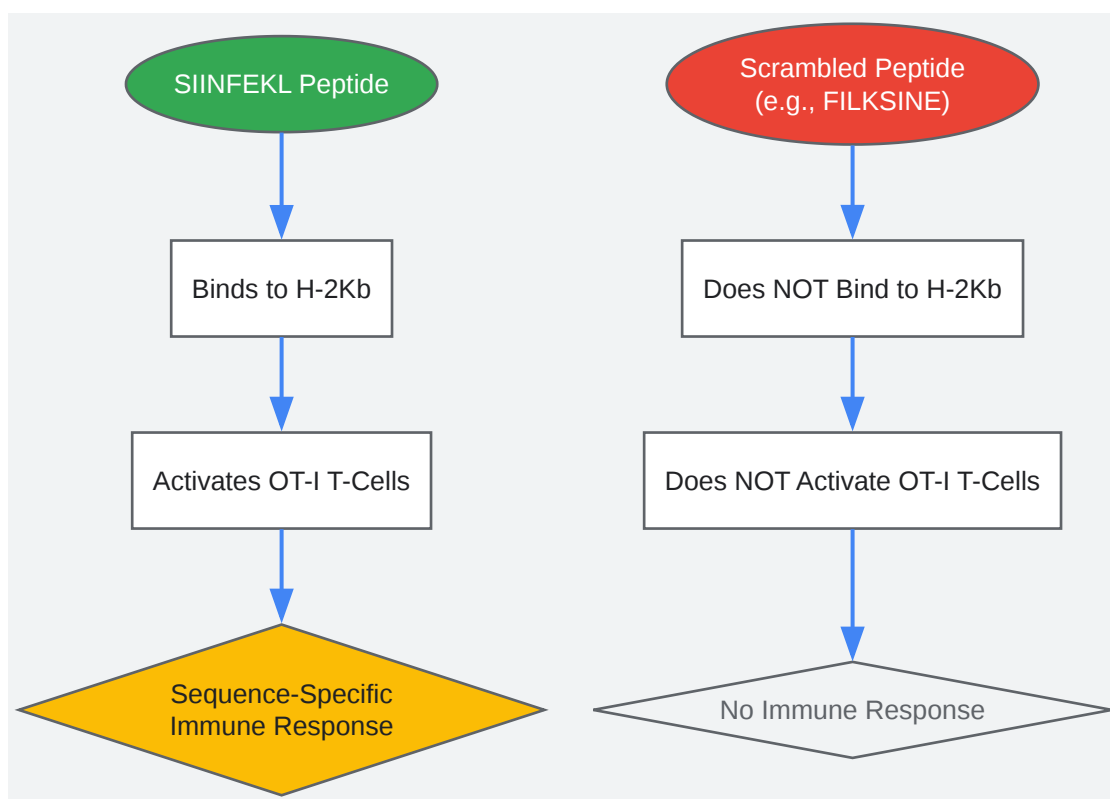 SIINFEKL Peptide
Binds to H-2Kb
Activates OT-I T-Cells
Sequence-Specific
Immune Response
Scrambled Peptide
(e.g., FILKSINE)
Does NOT Bind to H-2Kb
Does NOT Activate OT-I T-Cells
No Immune Response